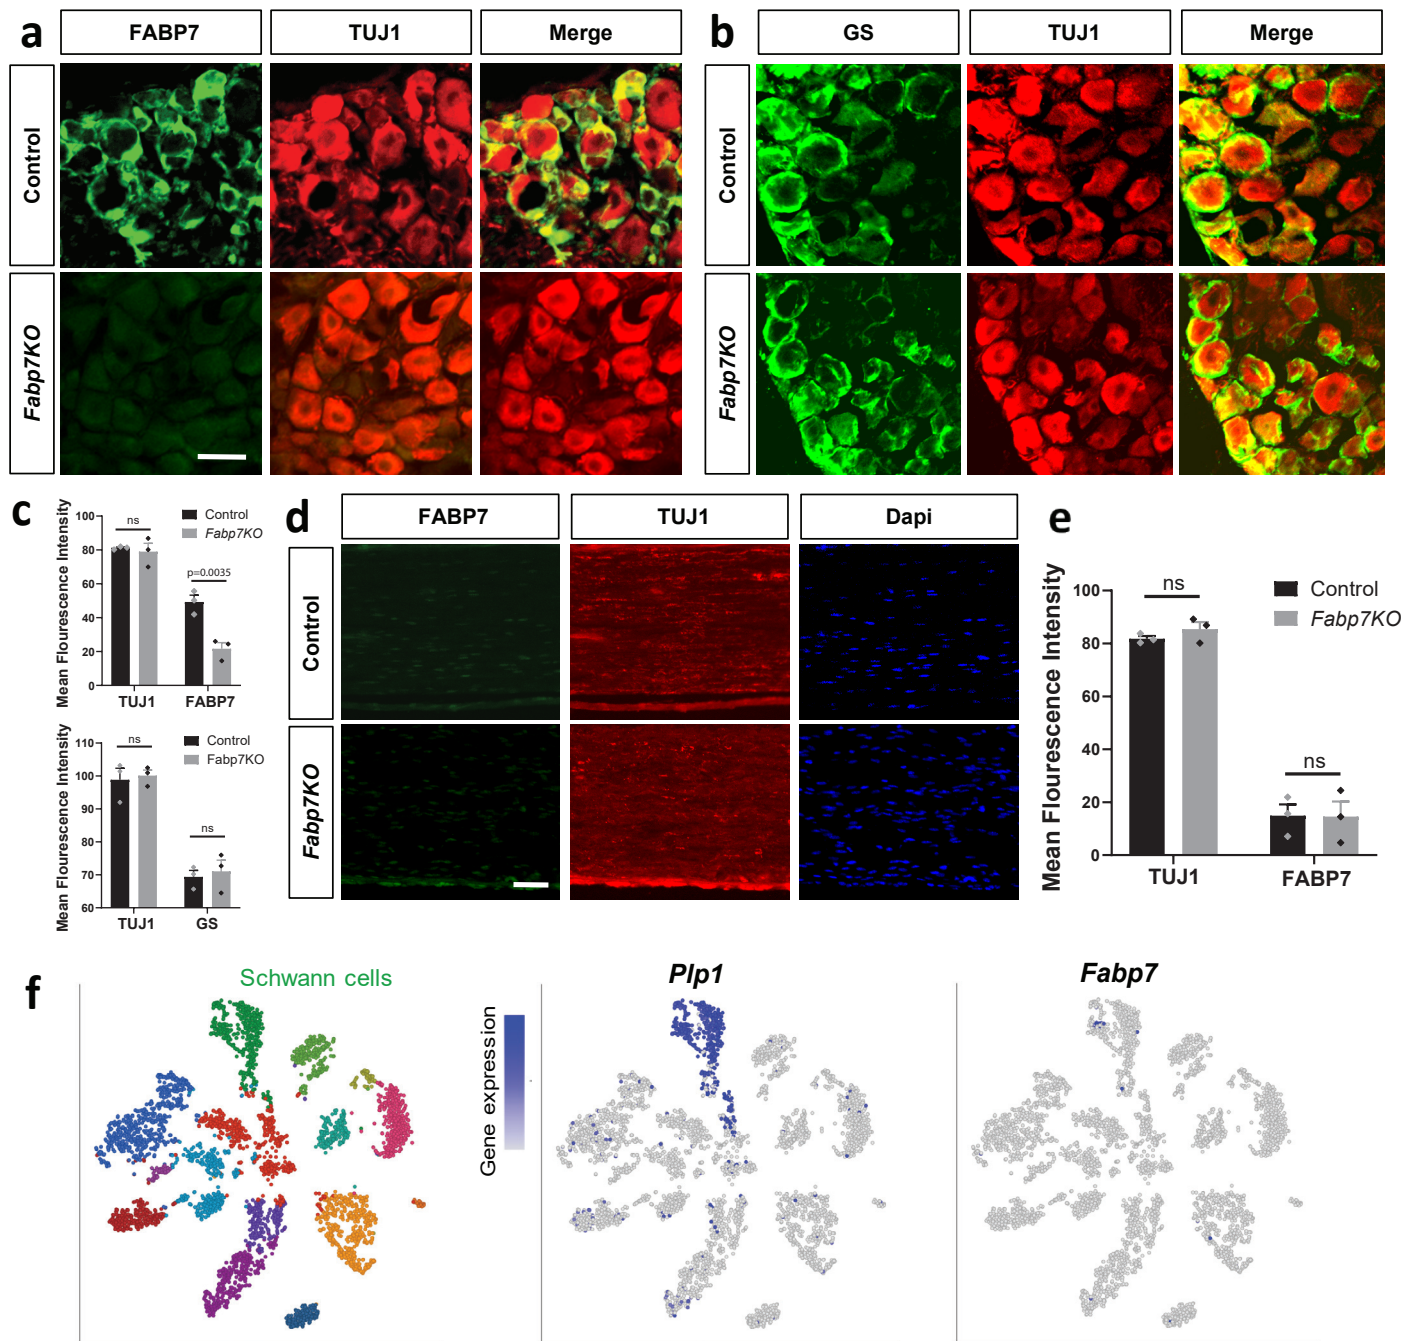 a
FABP7
TUJ1
Merge
Control
Fabp7KO
b
GS
TUJ1
Merge
Control
Fabp7KO
c
Mean Flourescence Intensity
100
80
60
40
20
0
ns
p=0.0035
Control
Fabp7KO
TUJ1
FABP7
Mean Flourescence Intensity
110
100
90
80
70
60
ns
ns
Control
Fabp7KO
TUJ1
GS
d
FABP7
TUJ1
Dapi
Control
Fabp7KO
e
Mean Flourescence Intensity
100
80
60
40
20
0
ns
ns
Control
Fabp7KO
TUJ1
FABP7
f
Schwann cells
Gene expression
Plp1
Fabp7